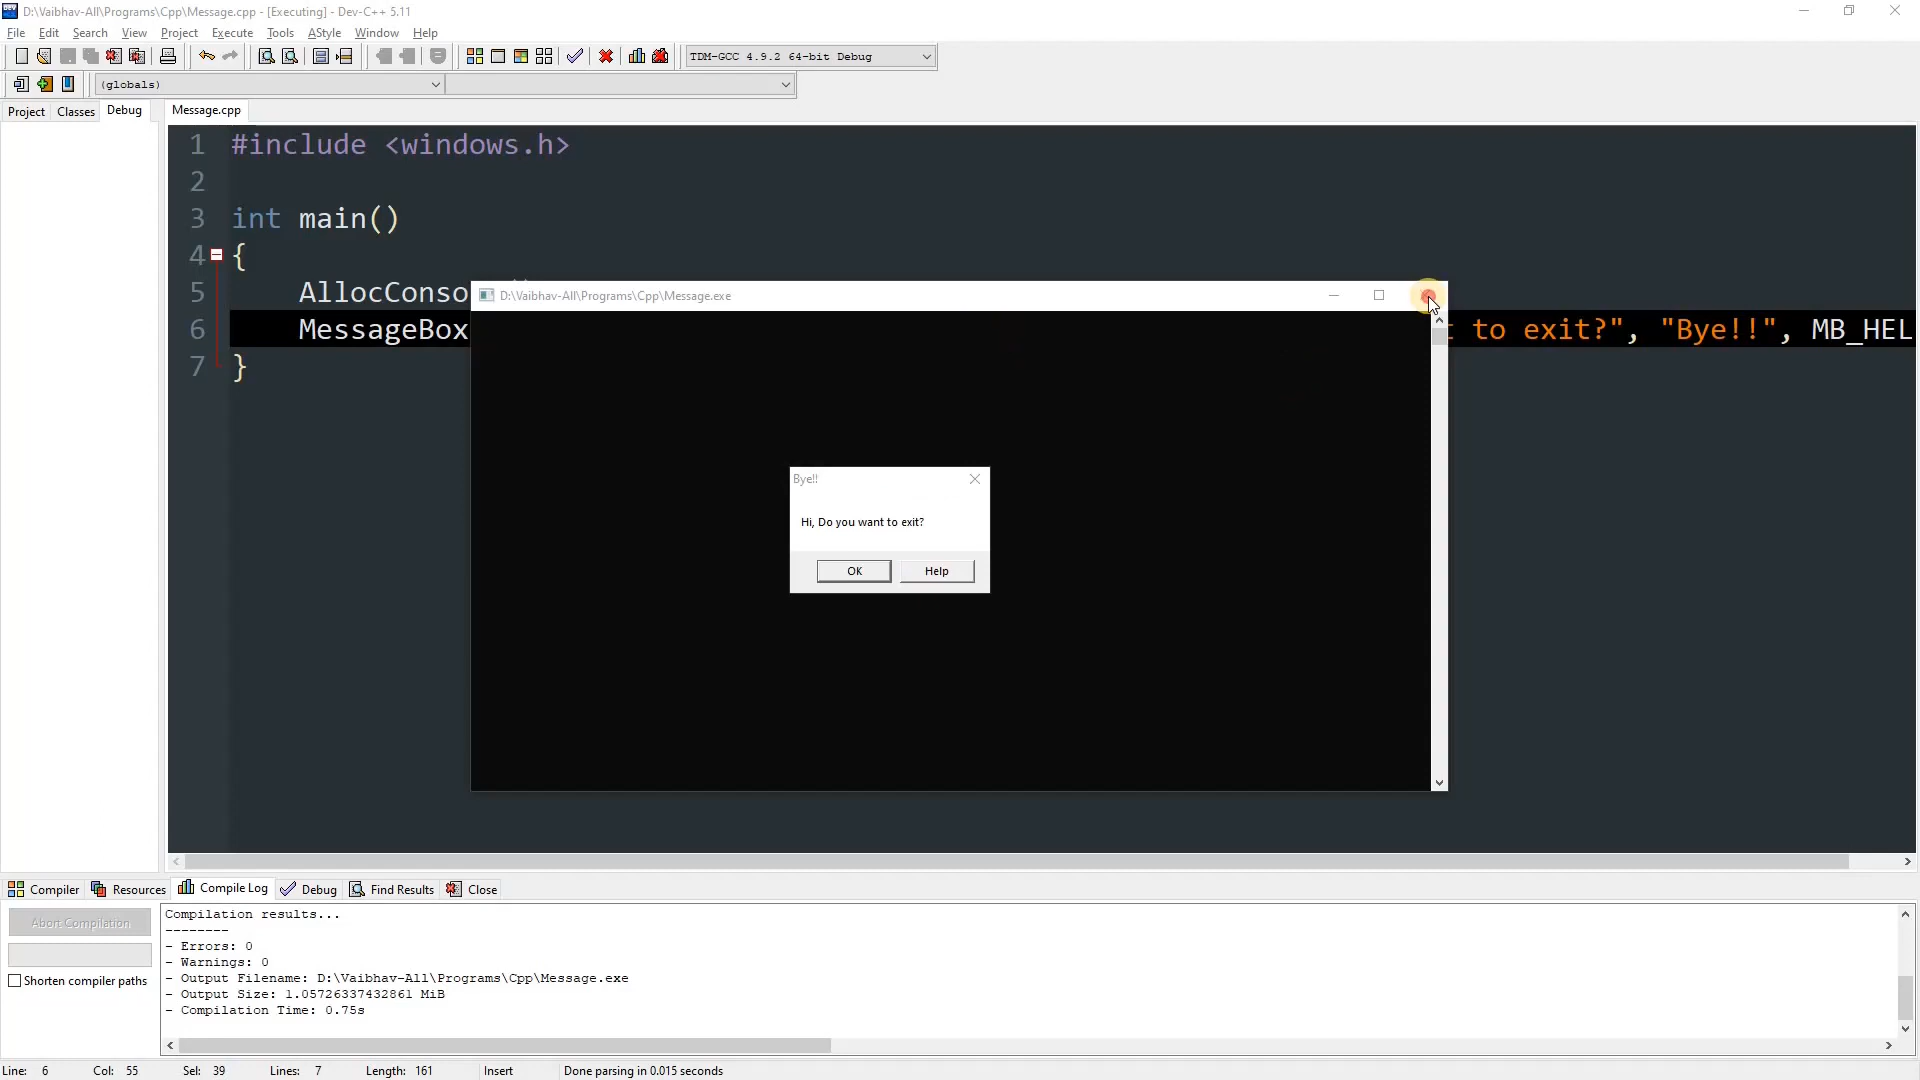 D:\Vaibhav-All\Programs\Cpp\Message.cpp - [Executing] - Dev-C++ 5.11
File Edit Search View Project Execute Tools AStyle Window Help
TDM-GCC 4.9.2 64-bit Debug
(globals)
Project Classes Debug Message.cpp
1 #include <windows.h>
2
3 int main()
4 {
5 AllocConso
D:\Vaibhav-All\Programs\Cpp\Message.exe
6 MessageBox to exit?", "Bye!!", MB_HEL
7 }
Bye!!
Hi, Do you want to exit?
OK Help
Compiler Resources Compile Log Debug Find Results Close
Abort Compilation
Shorten compiler paths
Compilation results...
--------
- Errors: 0
- Warnings: 0
- Output Filename: D:\Vaibhav-All\Programs\Cpp\Message.exe
- Output Size: 1.05726337432861 MiB
- Compilation Time: 0.75s
Line: 6 Col: 55 Sel: 39 Lines: 7 Length: 161 Insert Done parsing in 0.015 seconds